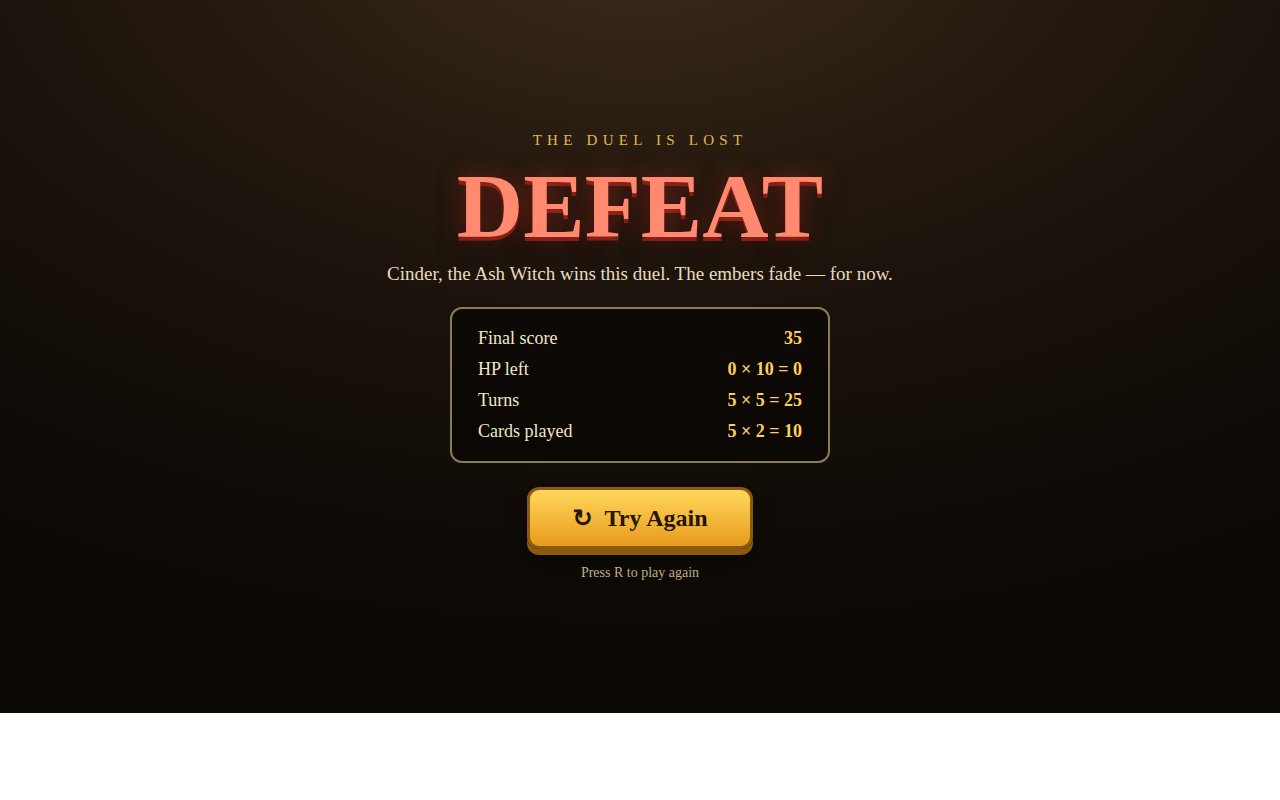 THE DUEL IS LOST
DEFEAT
Cinder, the Ash Witch wins this duel. The embers fade — for now.
Final score 35
HP left 0 × 10 = 0
Turns 5 × 5 = 25
Cards played 5 × 2 = 10
↻ Try Again
Press R to play again